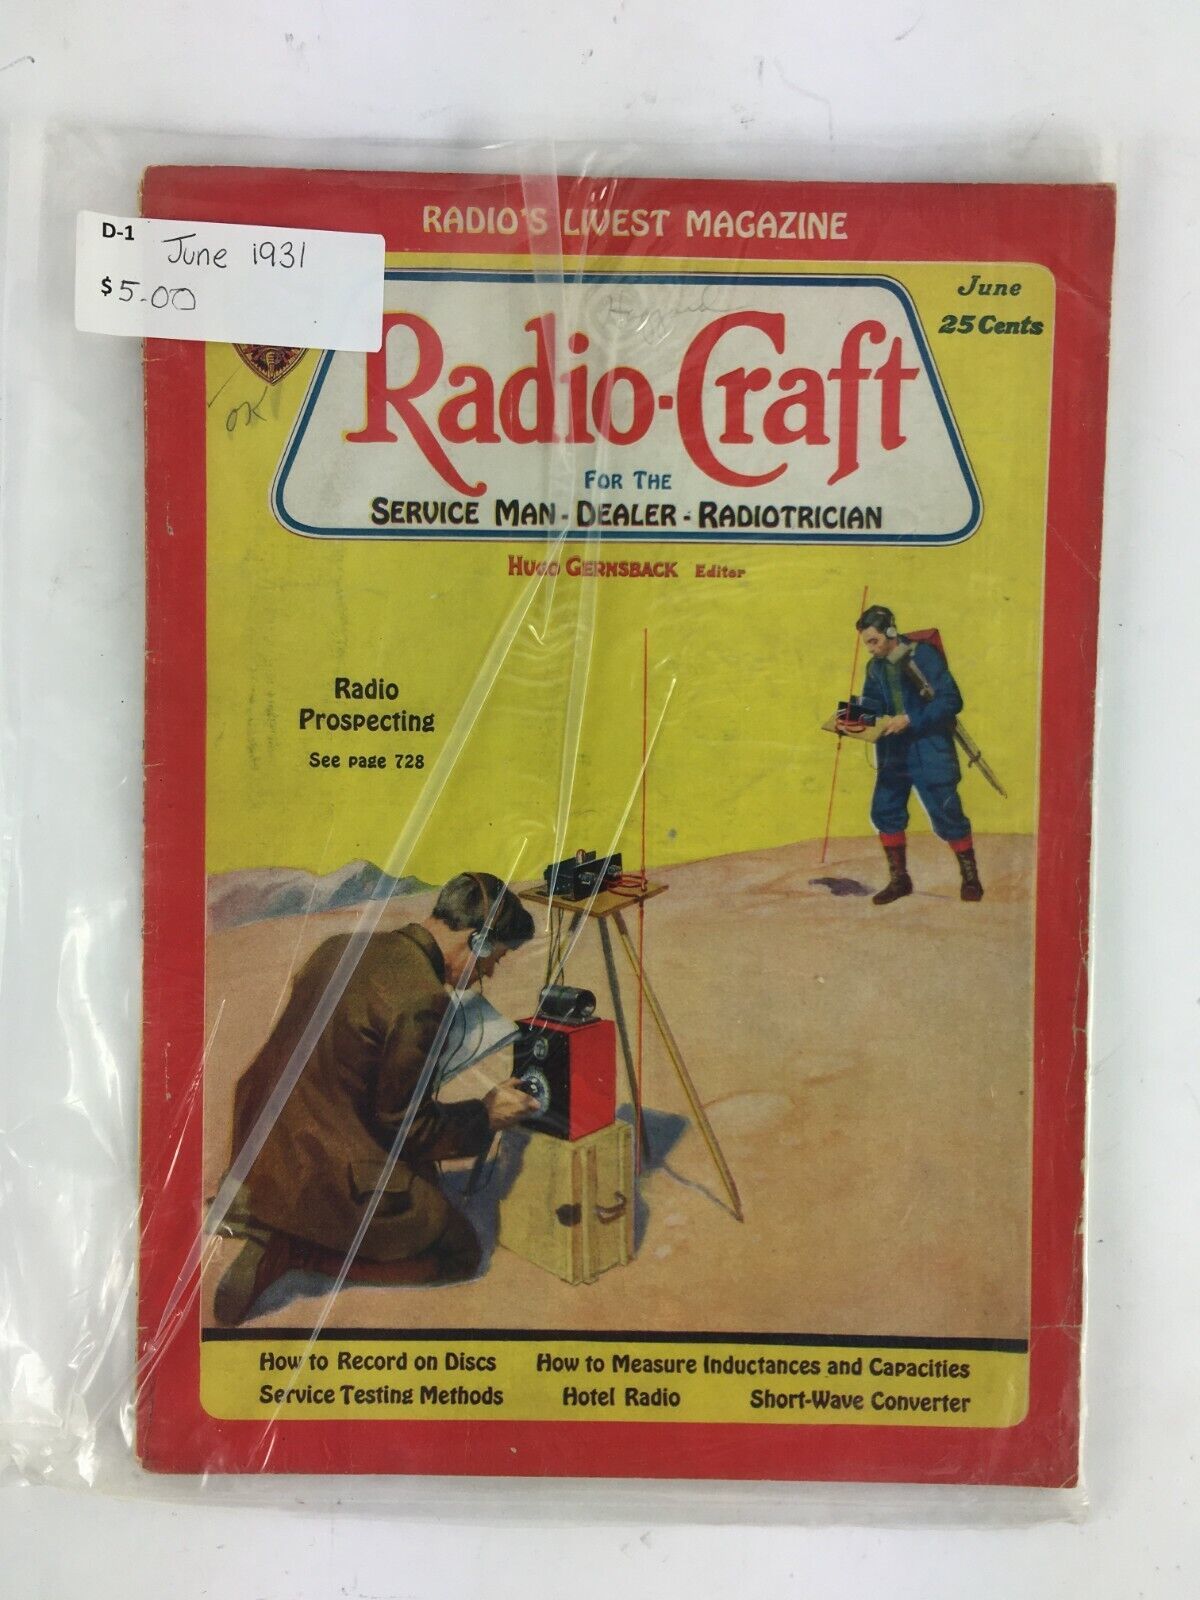 D-1 June 1931
$5.00
RADIO'S LIVEST MAGAZINE
June
25 Cents
Radio-Craft
FOR THE
SERVICE MAN - DEALER - RADIOTRICIAN
HUGO GERNSBACK Editor
OK
Radio
Prospecting
See page 728
How to Record on Discs How to Measure Inductances and Capacities
Service Testing Methods Hotel Radio Short-Wave Converter